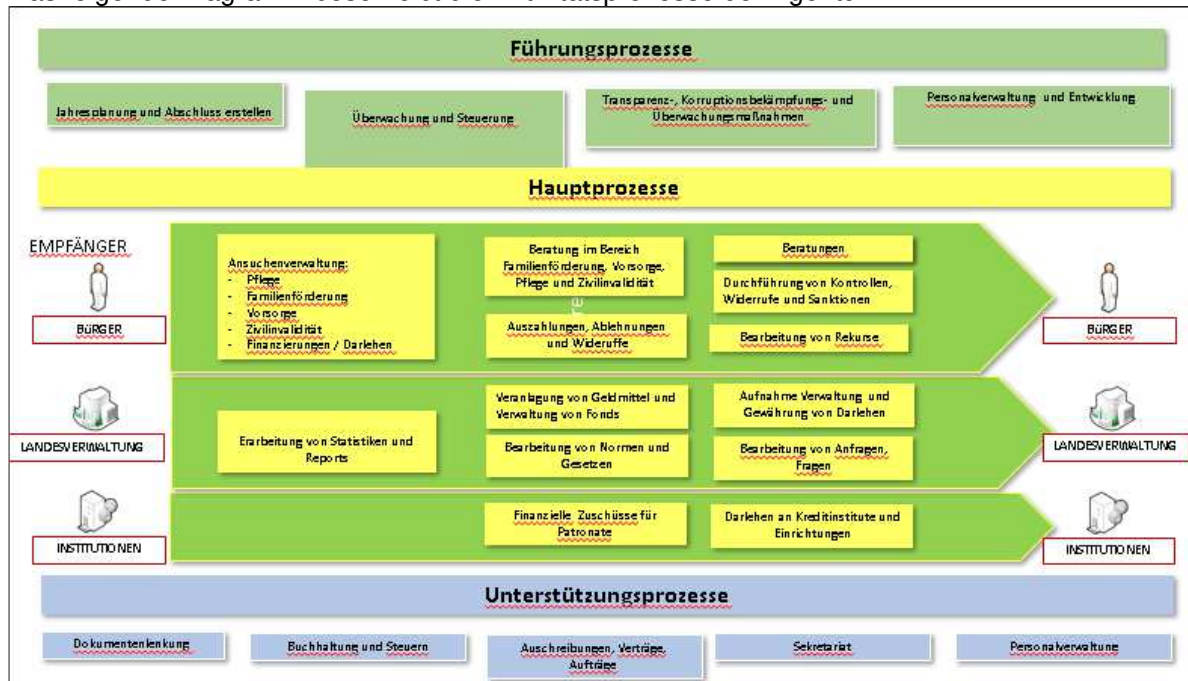 Führungsprozesse
Jahresplanung und Abschluss erstellen
Überwachung und Steuerung
Transparenz-, Korruptionsbekämpfungs- und
Überwachungsmaßnahmen
Personalverwaltung und Entwicklung
Hauptprozesse
EMPFÄNGER
BÜRGER
Ansuchenverwaltung:
- Pflege
- Familienförderung
- Vorsorge
- Zivilinvalidität
- Finanzierungen / Darlehen
Beratung im Bereich
Familienförderung, Vorsorge,
Pflege und Zivilinvalidität
Auszahlungen, Ablehnungen
und Wideruffe
re
Beratungen
Durchführung von Kontrollen,
Widerrufe und Sanktionen
Bearbeitung von Rekurse
BÜRGER
LANDESVERWALTUNG
Erarbeitung von Statistiken und
Reports
Veranlagung von Geldmittel und
Verwaltung von Fonds
Bearbeitung von Normen und
Gesetzen
Aufnahme Verwaltung und
Gewährung von Darlehen
Bearbeitung von Anfragen,
Fragen
LANDESVERWALTUNG
INSTITUTIONEN
Finanzielle Zuschüsse für
Patronate
Darlehen an Kreditinstitute und
Einrichtungen
INSTITUTIONEN
Unterstützungsprozesse
Dokumentenlenkung
Buchhaltung und Steuern
Auschreibungen, Verträge,
Aufträge
Sekretariat
Personalverwaltung